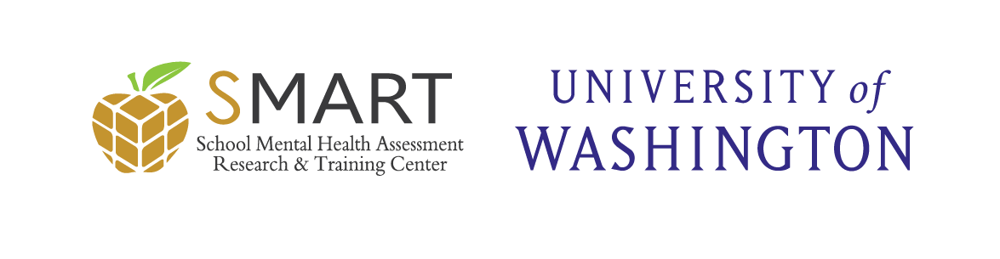 SMART
School Mental Health Assessment
Research & Training Center
UNIVERSITY of
WASHINGTON